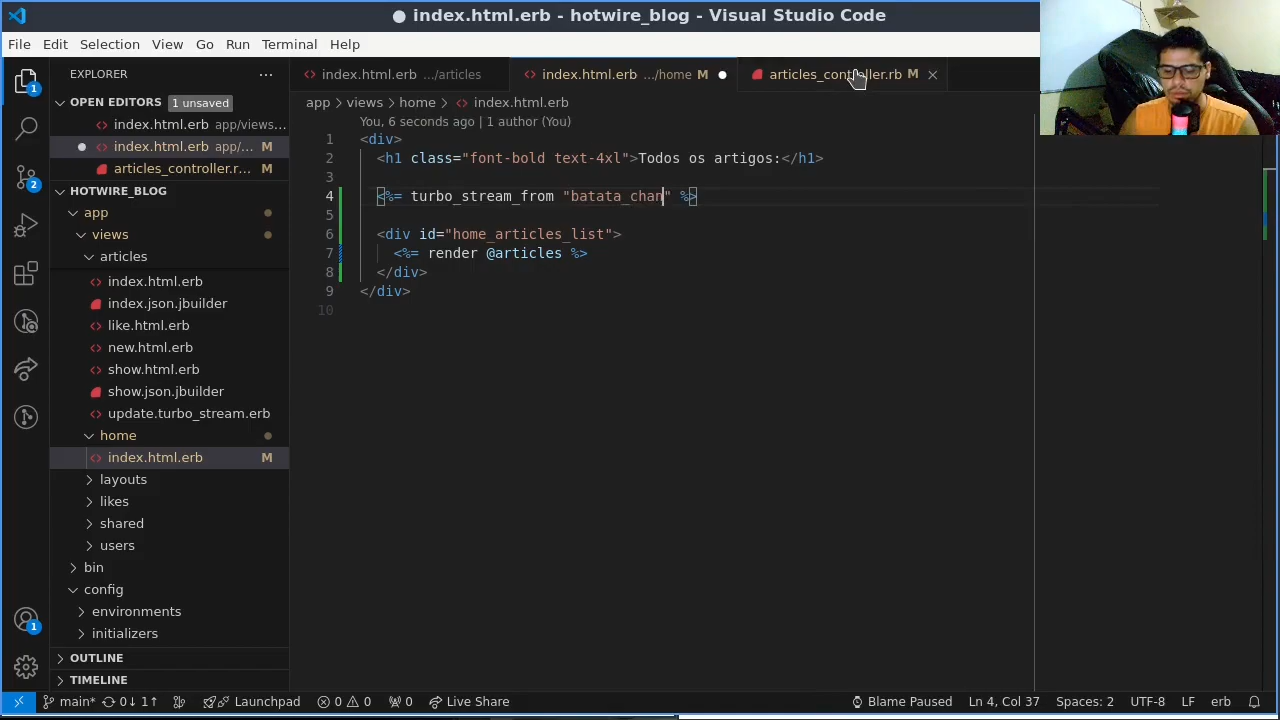 index.html.erb - hotwire_blog - Visual Studio Code
File Edit Selection View Go Run Terminal Help
EXPLORER
OPEN EDITORS 1 unsaved
index.html.erb app/views...
index.html.erb app/... M
articles_controller.r... M
HOTWIRE_BLOG
app
views
articles
index.html.erb
index.json.jbuilder
like.html.erb
new.html.erb
show.html.erb
show.json.jbuilder
update.turbo_stream.erb
home
index.html.erb M
layouts
likes
shared
users
bin
config
environments
initializers
OUTLINE
TIMELINE
1
2
1
index.html.erb .../articles
index.html.erb .../home M
articles_controller.rb M
app > views > home > index.html.erb
You, 6 seconds ago | 1 author (You)
1 <div>
2 <h1 class="font-bold text-4xl">Todos os artigos:</h1>
3
4 <%= turbo_stream_from "batata_chan" %>
5
6 <div id="home_articles_list">
7 <%= render @articles %>
8 </div>
9 </div>
10
main* 0↓ 1↑ Launchpad 0 0 0 Live Share Blame Paused Ln 4, Col 37 Spaces: 2 UTF-8 LF erb